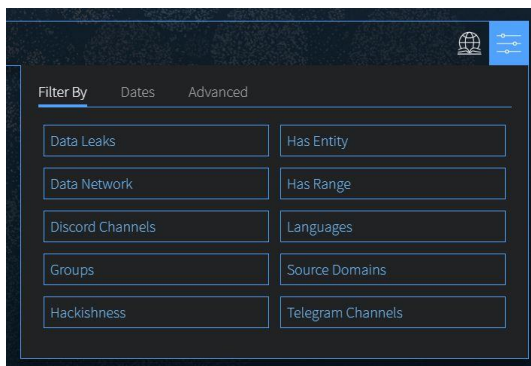 Filter By Dates Advanced
Data Leaks Has Entity
Data Network Has Range
Discord Channels Languages
Groups Source Domains
Hackishness Telegram Channels